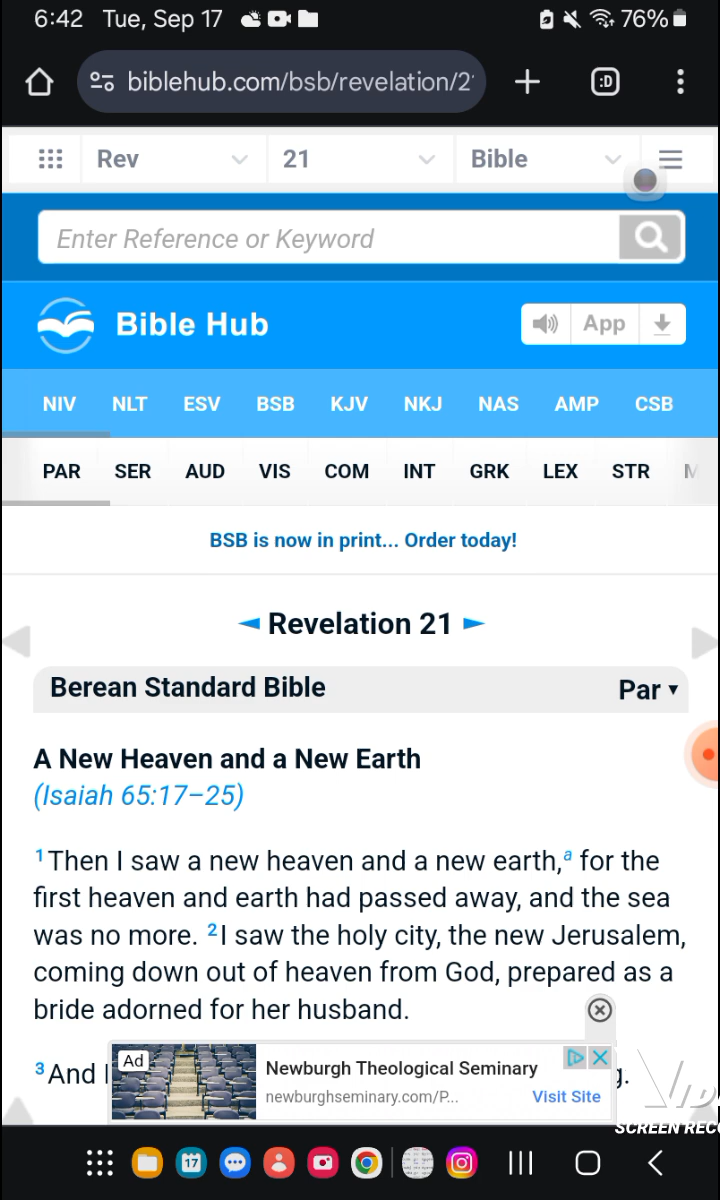 6:42 Tue, Sep 17 76%
biblehub.com/bsb/revelation/2 :D
Rev 21 Bible
Enter Reference or Keyword
Bible Hub App
NIV NLT ESV BSB KJV NKJ NAS AMP CSB
PAR SER AUD VIS COM INT GRK LEX STR
BSB is now in print... Order today!
◄ Revelation 21 ►
Berean Standard Bible Par ▾
A New Heaven and a New Earth
(Isaiah 65:17–25)
1 Then I saw a new heaven and a new earth,a for the
first heaven and earth had passed away, and the sea
was no more. 2 I saw the holy city, the new Jerusalem,
coming down out of heaven from God, prepared as a
bride adorned for her husband.
3 And
Ad Newburgh Theological Seminary
newburghseminary.com/P... Visit Site
17
SCREEN REC